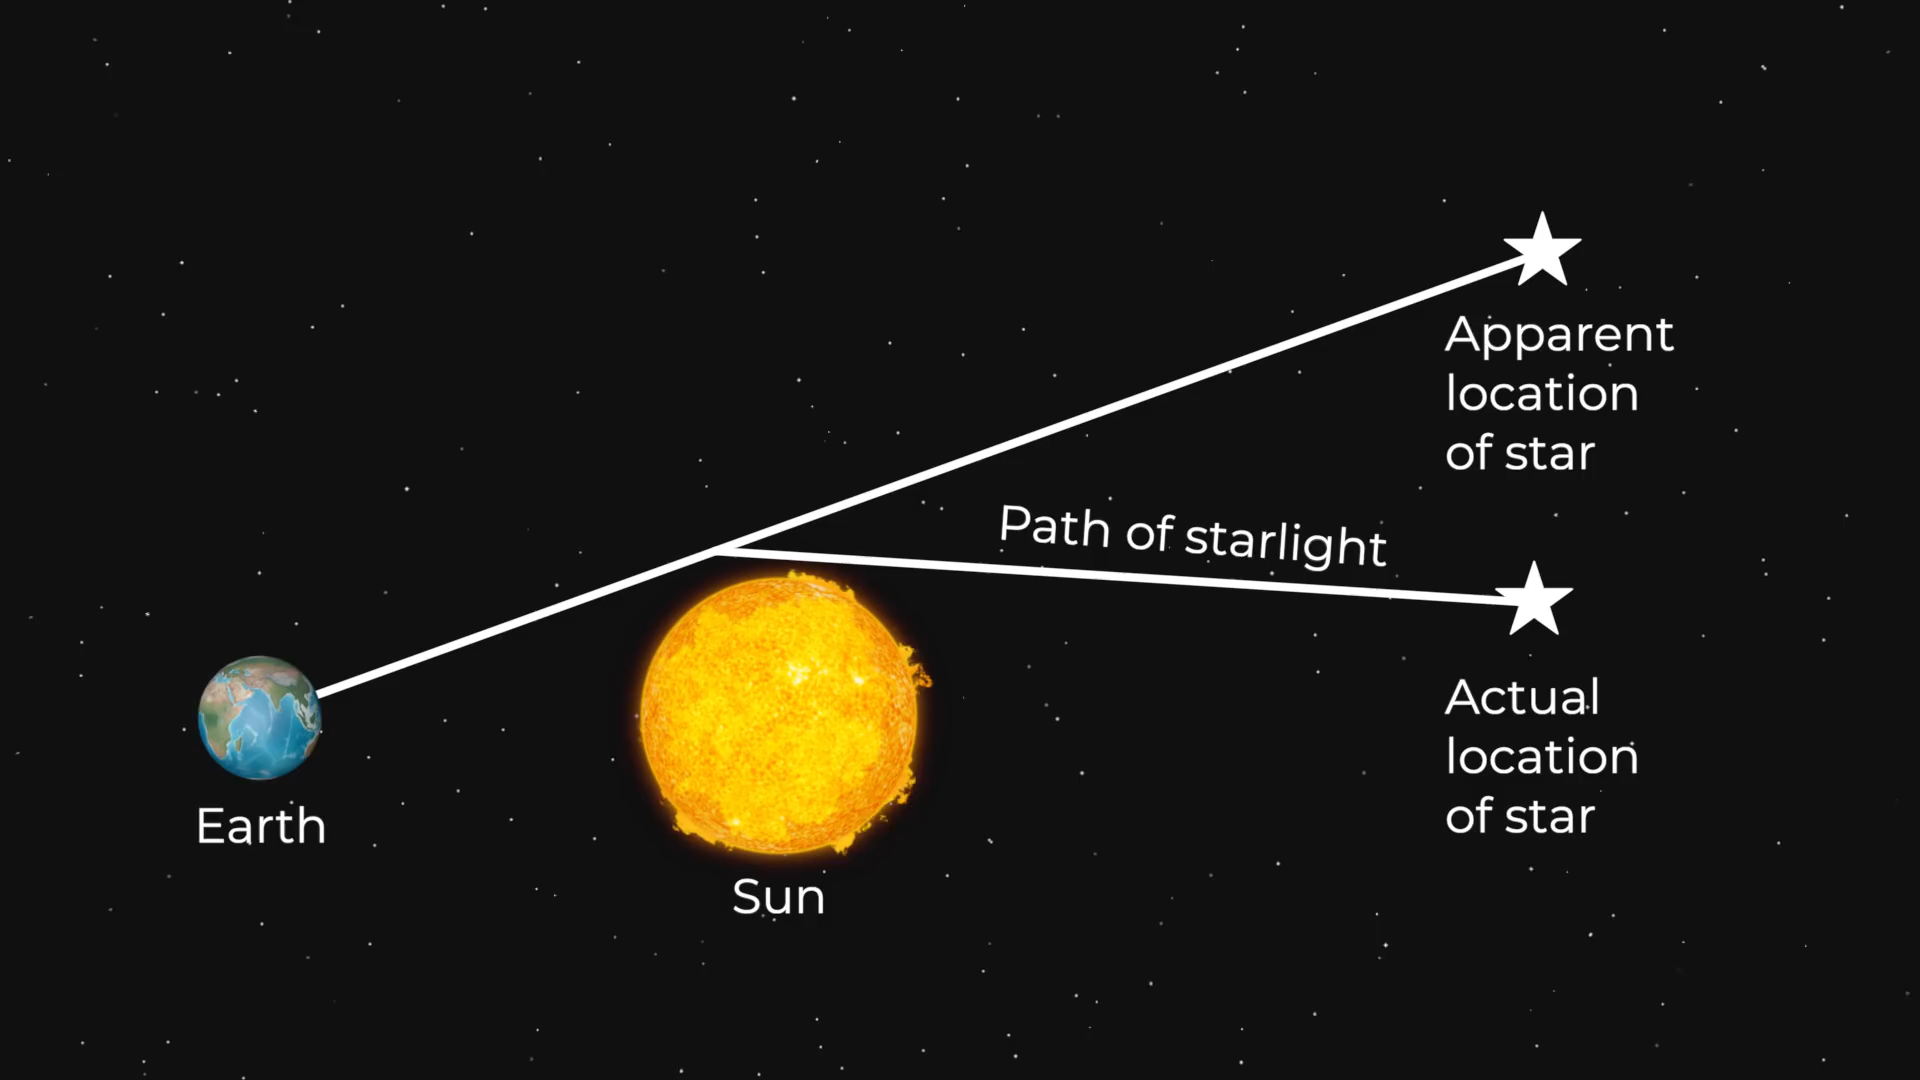 Apparent
location
of star
Path of starlight
Actual
location
of star
Earth
Sun